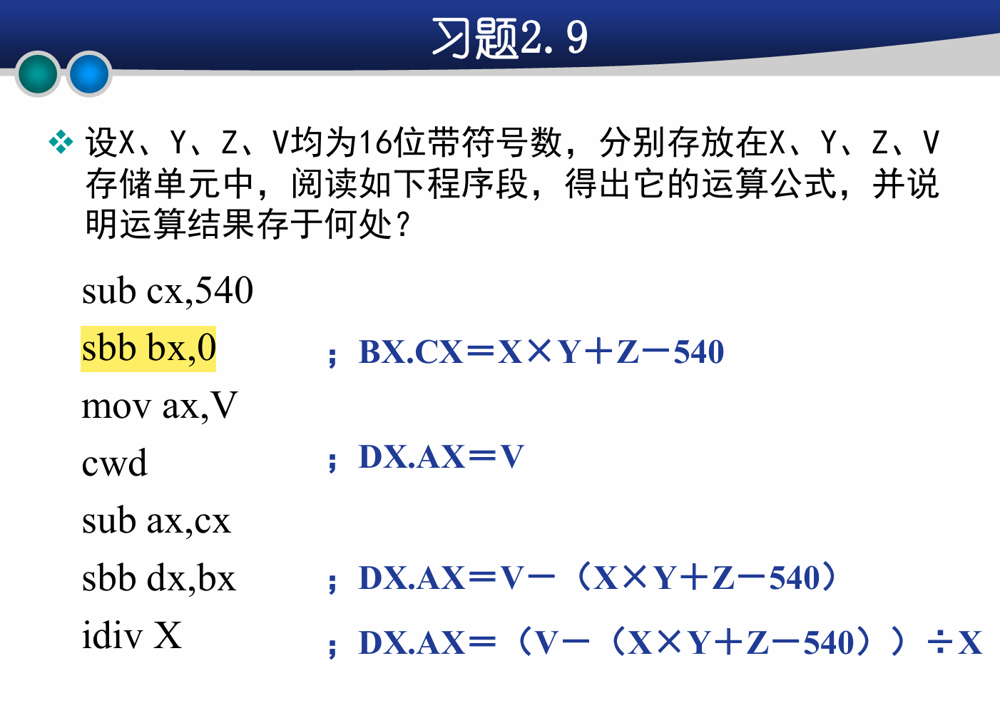 习题2.9
设X、Y、Z、V均为16位带符号数，分别存放在X、Y、Z、V
存储单元中，阅读如下程序段，得出它的运算公式，并说
明运算结果存于何处？
sub cx,540
sbb bx,0 ；BX.CX＝X×Y＋Z－540
mov ax,V
cwd ；DX.AX＝V
sub ax,cx
sbb dx,bx ；DX.AX＝V－（X×Y＋Z－540）
idiv X ；DX.AX＝（V－（X×Y＋Z－540））÷X